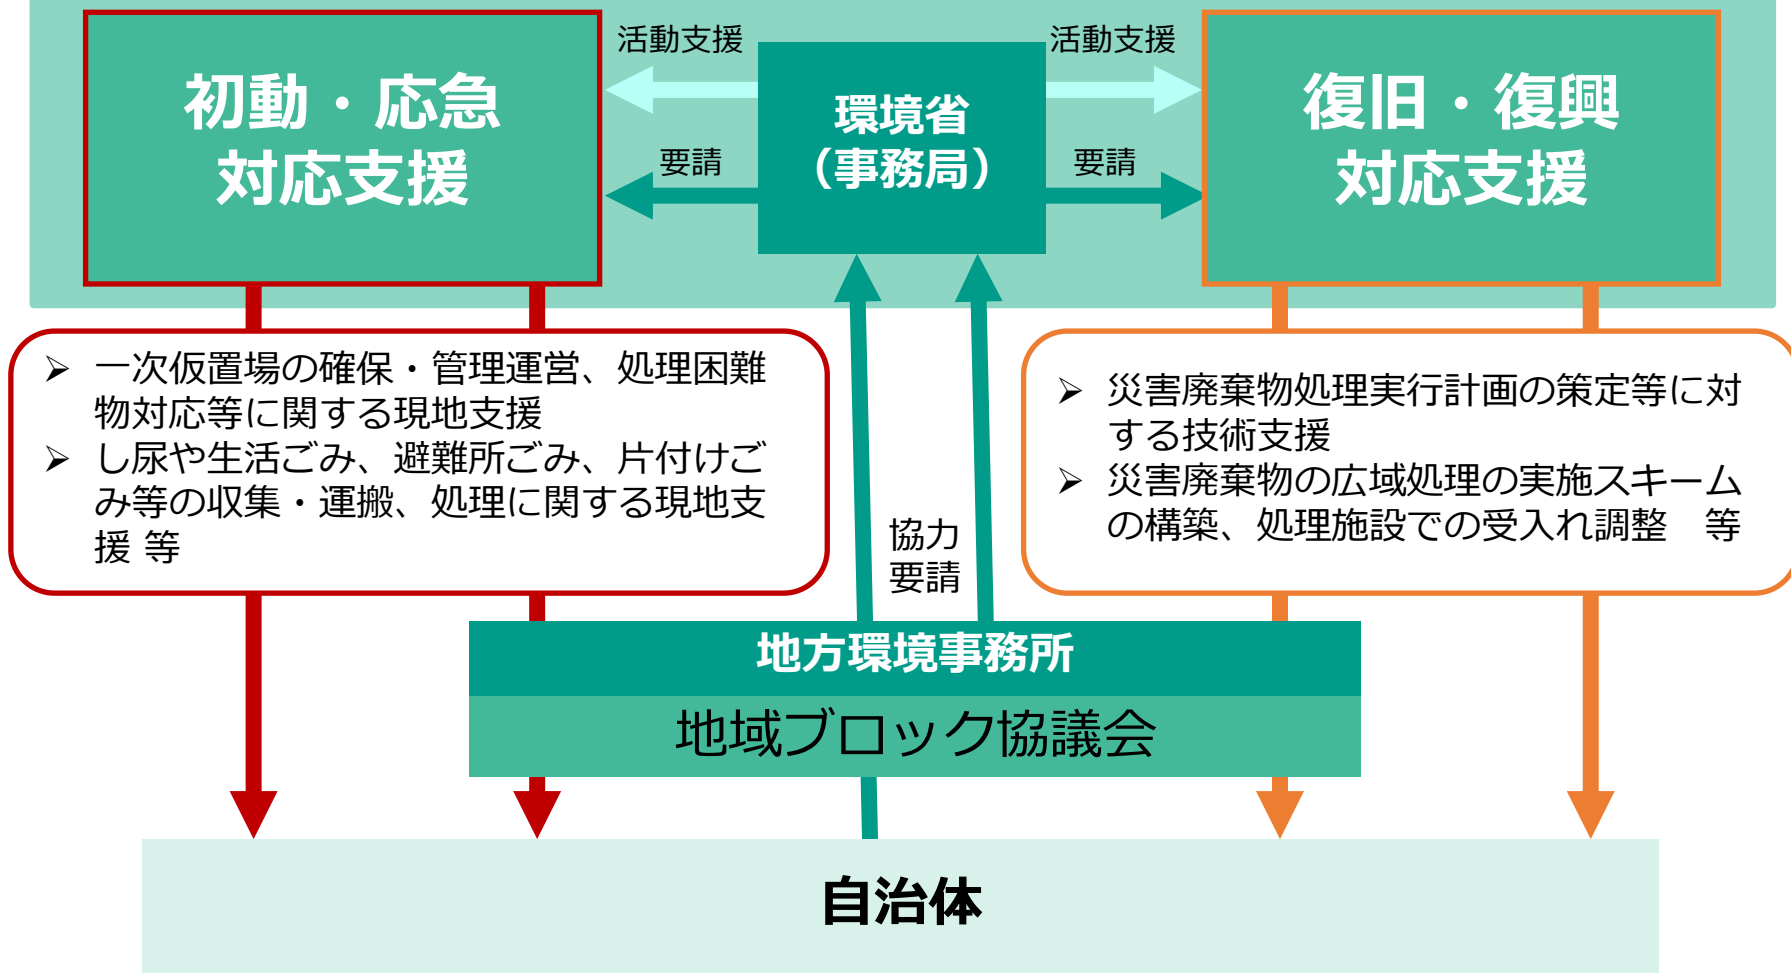 活動支援
活動支援
初動・応急
対応支援
環境省
（事務局）
復旧・復興
対応支援
要請
要請
➢ 一次仮置場の確保・管理運営、処理困難
物対応等に関する現地支援
➢ し尿や生活ごみ、避難所ごみ、片付けご
み等の収集・運搬、処理に関する現地支
援 等
➢ 災害廃棄物処理実行計画の策定等に対
する技術支援
➢ 災害廃棄物の広域処理の実施スキーム
の構築、処理施設での受入れ調整　等
協力
要請
地方環境事務所
地域ブロック協議会
自治体